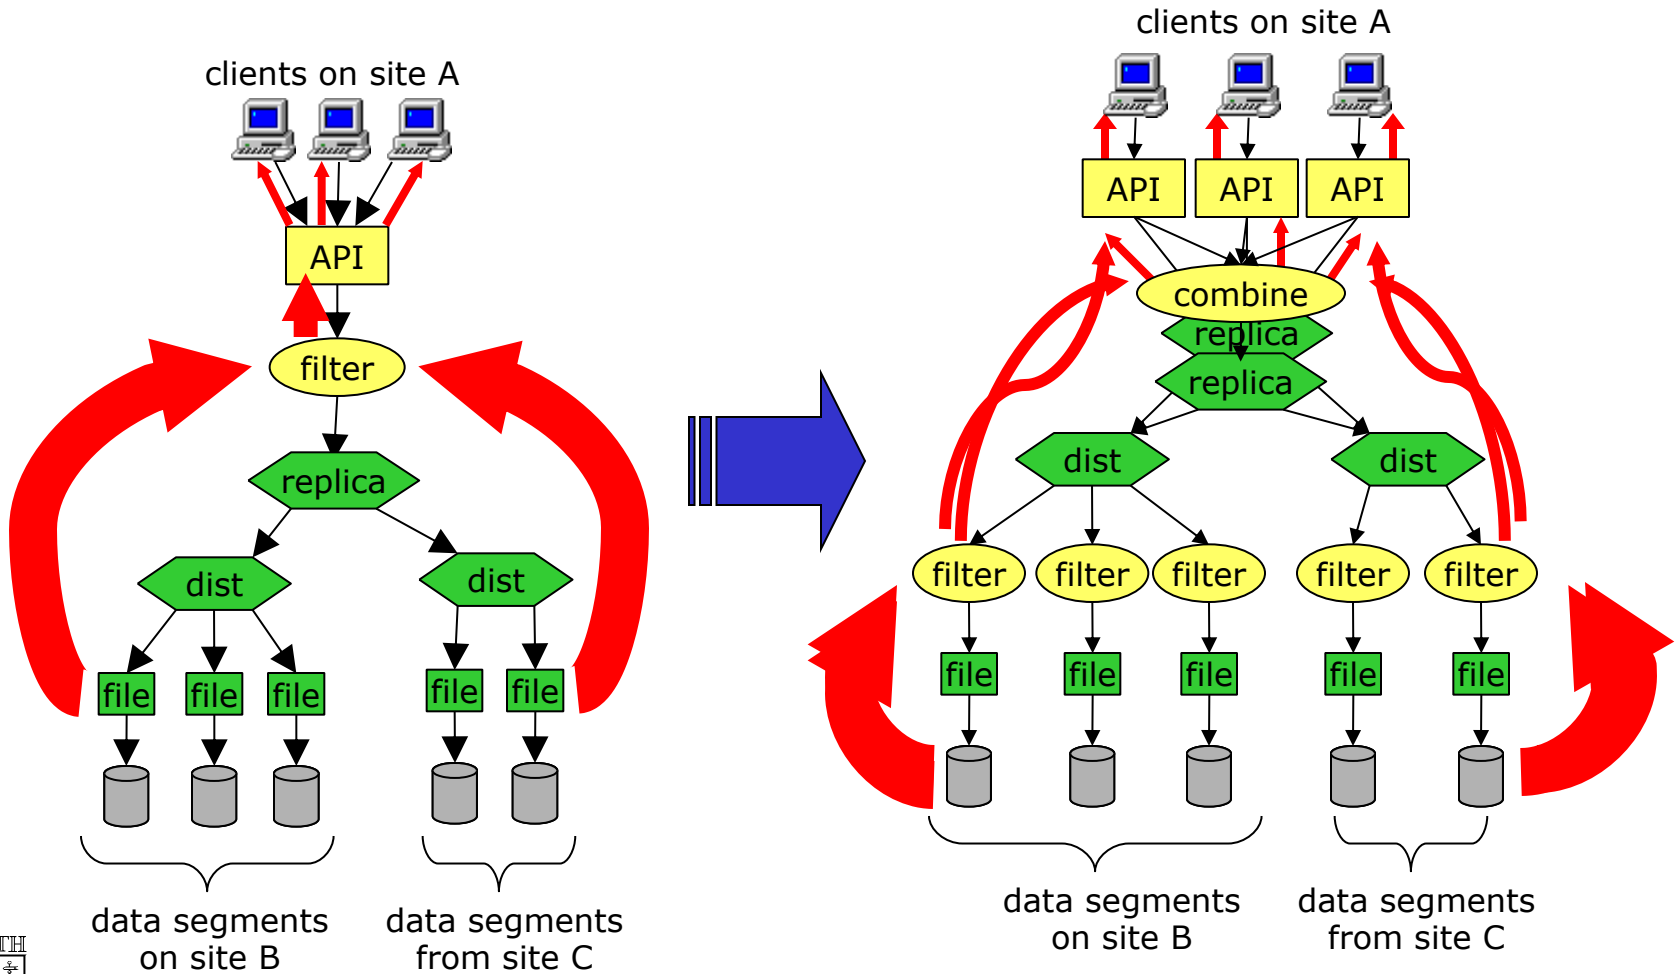 clients on site A
API
filter
replica
dist
dist
file
file
file
file
file
data segments
on site B
data segments
from site C
clients on site A
API
API
API
combine
replica
replica
dist
dist
filter
filter
filter
filter
filter
file
file
file
file
file
data segments
on site B
data segments
from site C